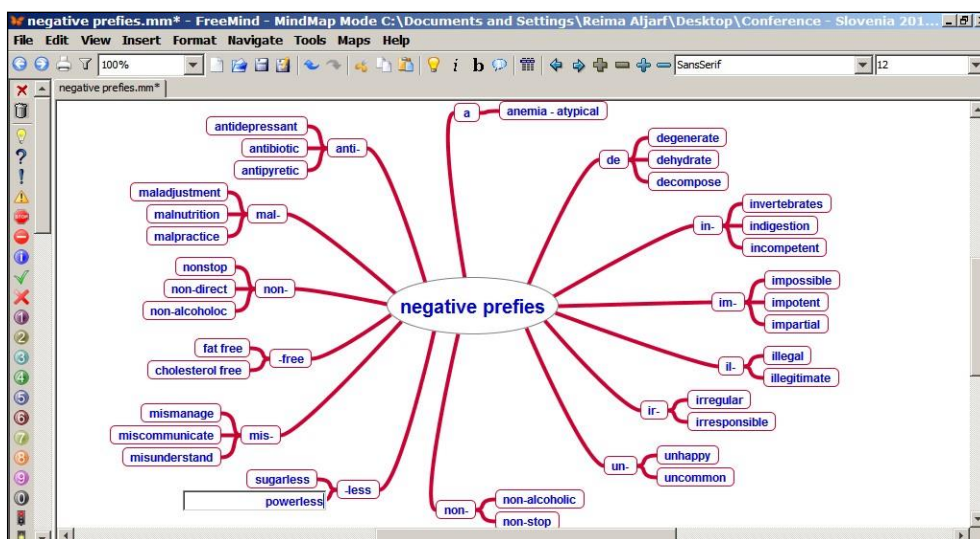 negative prefies.mm* - FreeMind - MindMap Mode C:\Documents and Settings\Reima Aljarf\Desktop\Conference - Slovenia 201...
File Edit View Insert Format Navigate Tools Maps Help
100%
SansSerif
12
negative prefies.mm*
negative prefies
a
anemia - atypical
de
degenerate
dehydrate
decompose
in-
invertebrates
indigestion
incompetent
im-
impossible
impotent
impartial
il-
illegal
illegitimate
ir-
irregular
irresponsible
un-
unhappy
uncommon
non-
non-alcoholic
non-stop
anti-
antidepressant
antibiotic
antipyretic
mal-
maladjustment
malnutrition
malpractice
non-
nonstop
non-direct
non-alcoholoc
-free
fat free
cholesterol free
mis-
mismanage
miscommunicate
misunderstand
-less
sugarless
powerless